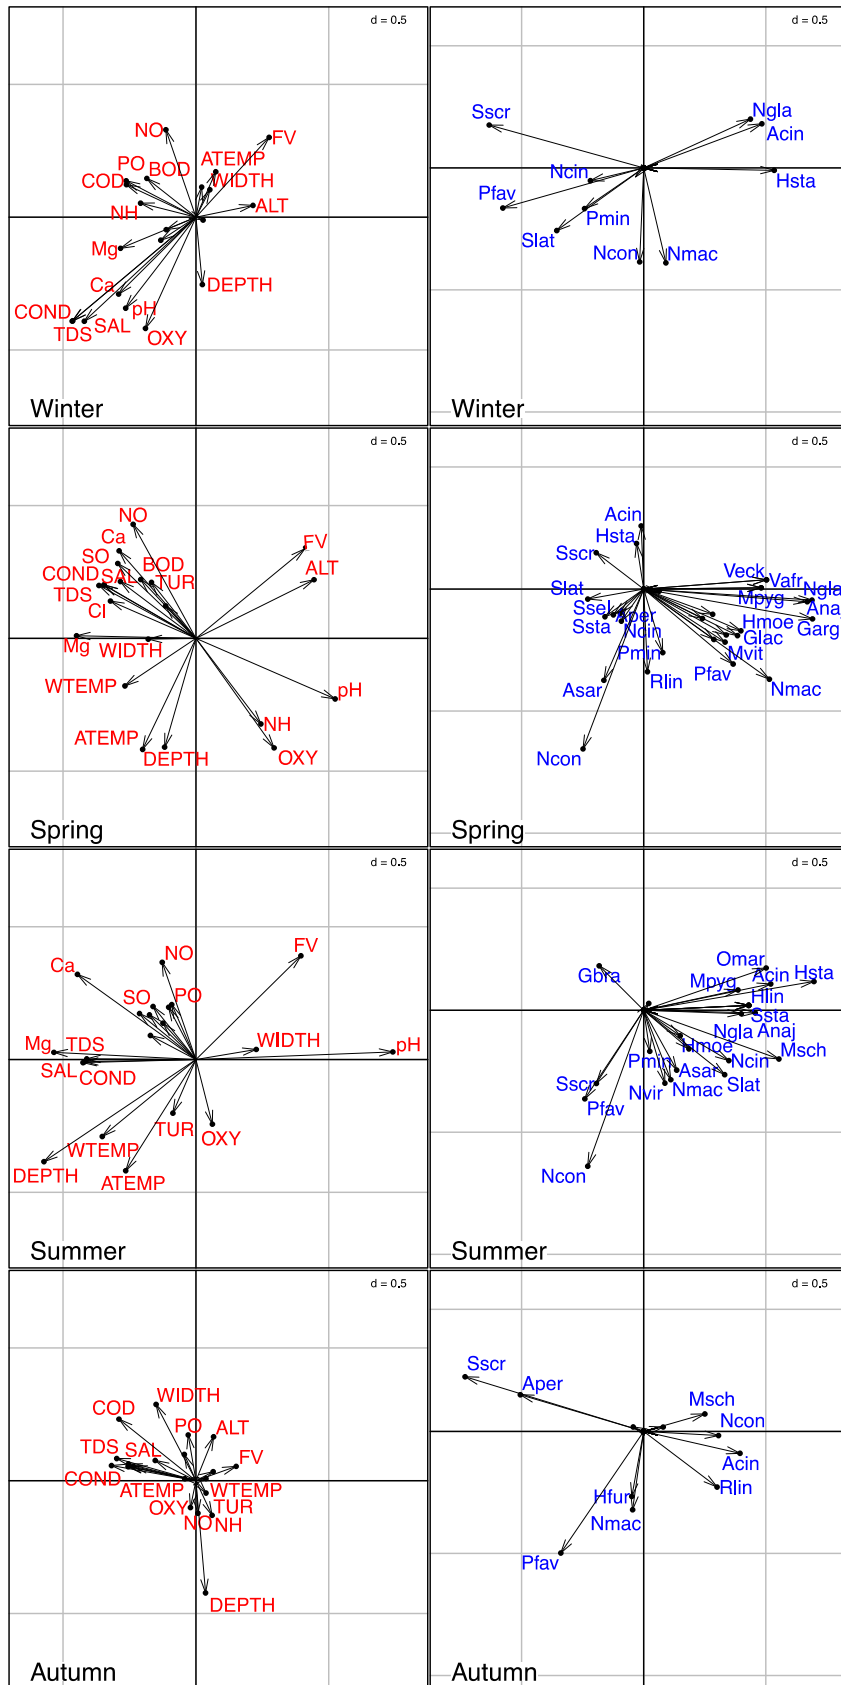 d = 0.5
NO
FV
PO
BOD
ATEMP
COD
WIDTH
NH
ALT
Mg
Ca
DEPTH
COND
pH
TDS
SAL
OXY
Winter
d = 0.5
Sscr
Ngla
Acin
Ncin
Hsta
Pfav
Pmin
Slat
Ncon
Nmac
Winter
d = 0.5
NO
Ca
FV
SO
BOD
COND
SAL
TUR
ALT
TDS
Cl
Mg
WIDTH
WTEMP
pH
NH
ATEMP
DEPTH
OXY
Spring
d = 0.5
Acin
Hsta
Sscr
Veck
Vafr
Slat
Mpyg
Ngla
Ssel
Aper
Anaj
Ssta
Ncin
Hmoe
Garg
Glac
Pmin
Mvit
Pfav
Asar
Rlin
Nmac
Ncon
Spring
d = 0.5
Ca
NO
FV
SO
PO
Mg
TDS
WIDTH
pH
SAL
COND
TUR
OXY
WTEMP
DEPTH
ATEMP
Summer
d = 0.5
Gbra
Omar
Mpyg
Acin
Hsta
Hlin
Ssta
Ngla
Anaj
Hmoe
Msch
Pmin
Ncin
Asar
Sscr
Nvir
Nmac
Slat
Pfav
Ncon
Summer
d = 0.5
WIDTH
COD
PO
ALT
TDS
SAL
FV
COND
ATEMP
WTEMP
OXY
TUR
NO
NH
DEPTH
Autumn
d = 0.5
Sscr
Aper
Msch
Ncon
Acin
Hfur
Rlin
Nmac
Pfav
Autumn